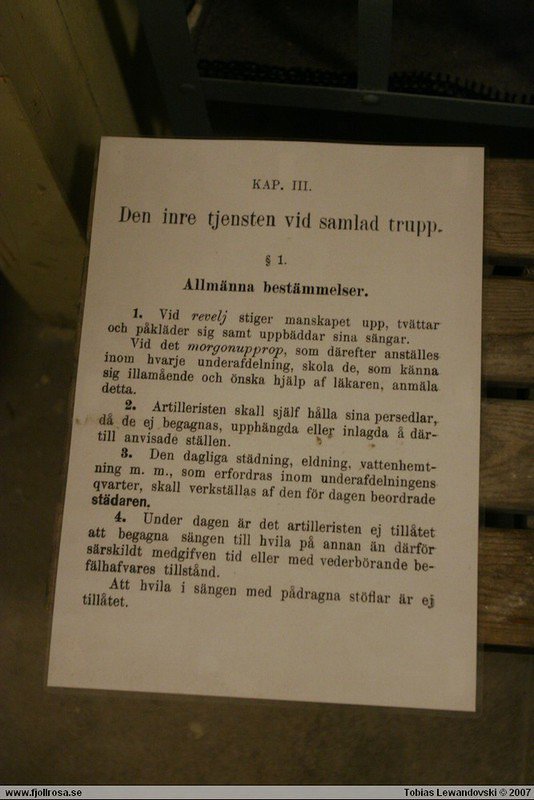 KAP. III.
Den inre tjensten vid samlad trupp.
§ 1.
Allmänna bestämmelser.
1. Vid revelj stiger manskapet upp, tvättar
och påkläder sig samt uppbäddar sina sängar.
Vid det morgonupprop, som därefter anställes
inom hvarje underafdelning, skola de, som känna
sig illamående och önska hjälp af läkaren, anmäla
detta.
2. Artilleristen skall själf hålla sina persedlar,
då de ej begagnas, upphängda eller inlagda å där-
till anvisade ställen.
3. Den dagliga städning, eldning, vattenhemt-
ning m. m., som erfordras inom underafdelningens
qvarter, skall verkställas af den för dagen beordrade
städaren.
4. Under dagen är det artilleristen ej tillåtet
att begagna sängen till hvila på annan än därför
särskildt medgifven tid eller med vederbörande be-
fälhafvares tillstånd.
Att hvila i sängen med pådragna stöflar är ej
tillåtet.
www.fjollrosa.se
Tobias Lewandovski © 2007